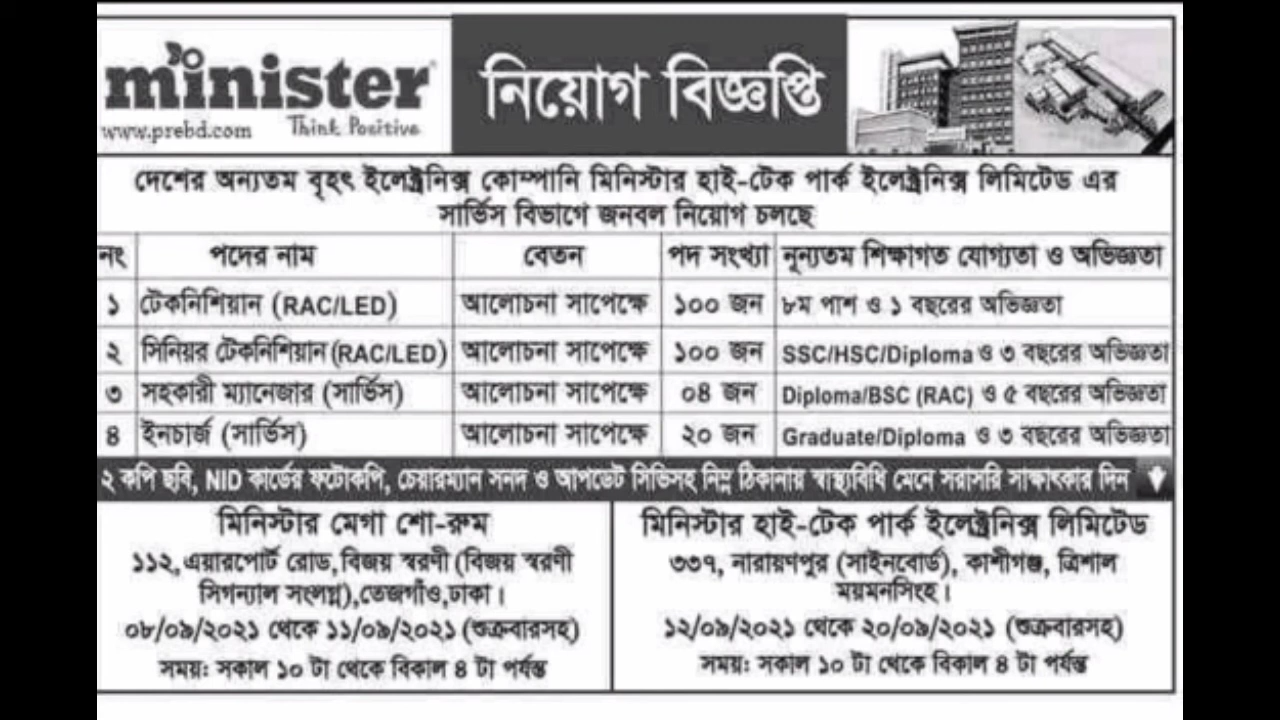 minister
www.prebd.com Think Positive
নিয়োগ বিজ্ঞপ্তি
দেশের অন্যতম বৃহৎ ইলেক্ট্রনিক্স কোম্পানি মিনিস্টার হাই-টেক পার্ক ইলেক্ট্রনিক্স লিমিটেড এর
সার্ভিস বিভাগে জনবল নিয়োগ চলছে
নং পদের নাম বেতন পদ সংখ্যা নূন্যতম শিক্ষাগত যোগ্যতা ও অভিজ্ঞতা
১ টেকনিশিয়ান (RAC/LED) আলোচনা সাপেক্ষে ১০০ জন ৮ম পাশ ও ১ বছরের অভিজ্ঞতা
২ সিনিয়র টেকনিশিয়ান (RAC/LED) আলোচনা সাপেক্ষে ১০০ জন SSC/HSC/Diploma ও ৩ বছরের অভিজ্ঞতা
৩ সহকারী ম্যানেজার (সার্ভিস) আলোচনা সাপেক্ষে ০৪ জন Diploma/BSC (RAC) ও ৫ বছরের অভিজ্ঞতা
৪ ইনচার্জ (সার্ভিস) আলোচনা সাপেক্ষে ২০ জন Graduate/Diploma ও ৩ বছরের অভিজ্ঞতা
২ কপি ছবি, NID কার্ডের ফটোকপি, চেয়ারম্যান সনদ ও আপডেট সিভিসহ নিম্ন ঠিকানায় স্বাস্থ্যবিধি মেনে সরাসরি সাক্ষাৎকার দিন
মিনিস্টার মেগা শো-রুম
১১২, এয়ারপোর্ট রোড, বিজয় স্বরণী (বিজয় স্বরণী
সিগন্যাল সংলগ্ন), তেজগাঁও, ঢাকা।
০৮/০৯/২০২১ থেকে ১১/০৯/২০২১ (শুক্রবারসহ)
সময়: সকাল ১০ টা থেকে বিকাল ৪ টা পর্যন্ত
মিনিস্টার হাই-টেক পার্ক ইলেক্ট্রনিক্স লিমিটেড
৩৩৭, নারায়ণপুর (সাইনবোর্ড), কাশীগঞ্জ, ত্রিশাল
ময়মনসিংহ।
১২/০৯/২০২১ থেকে ২০/০৯/২০২১ (শুক্রবারসহ)
সময়: সকাল ১০ টা থেকে বিকাল ৪ টা পর্যন্ত